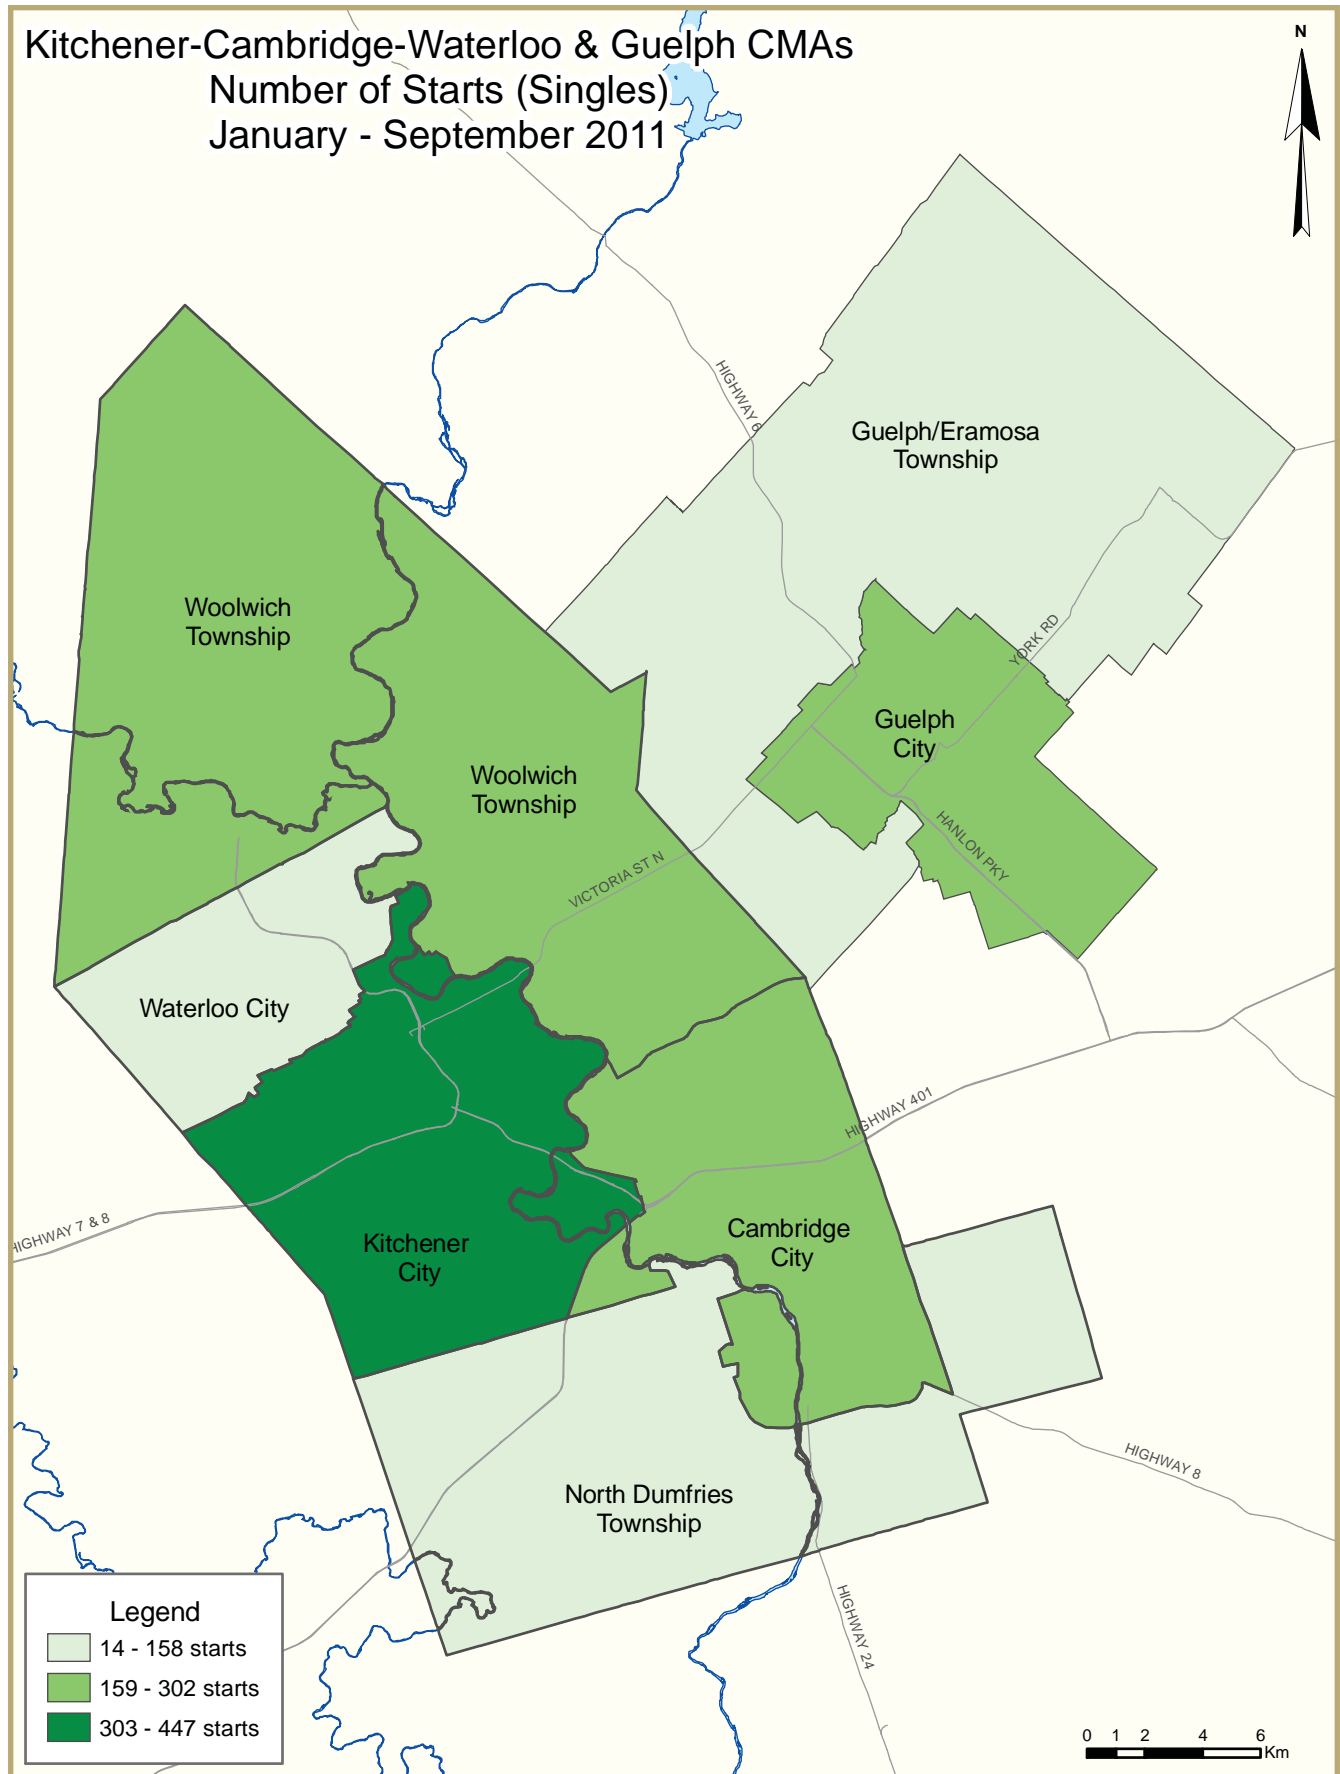 Kitchener-Cambridge-Waterloo & Guelph CMAs
Number of Starts (Singles)
January - September 2011
N
HIGHWAY 6
Guelph/Eramosa
Township
Woolwich
Township
YORK RD
Guelph
City
Woolwich
Township
HANLON PKY
VICTORIA ST N
Waterloo City
HIGHWAY 401
HIGHWAY 7 & 8
Kitchener
City
Cambridge
City
HIGHWAY 8
North Dumfries
Township
HIGHWAY 24
Legend
14 - 158 starts
159 - 302 starts
303 - 447 starts
0 1 2 4 6
Km